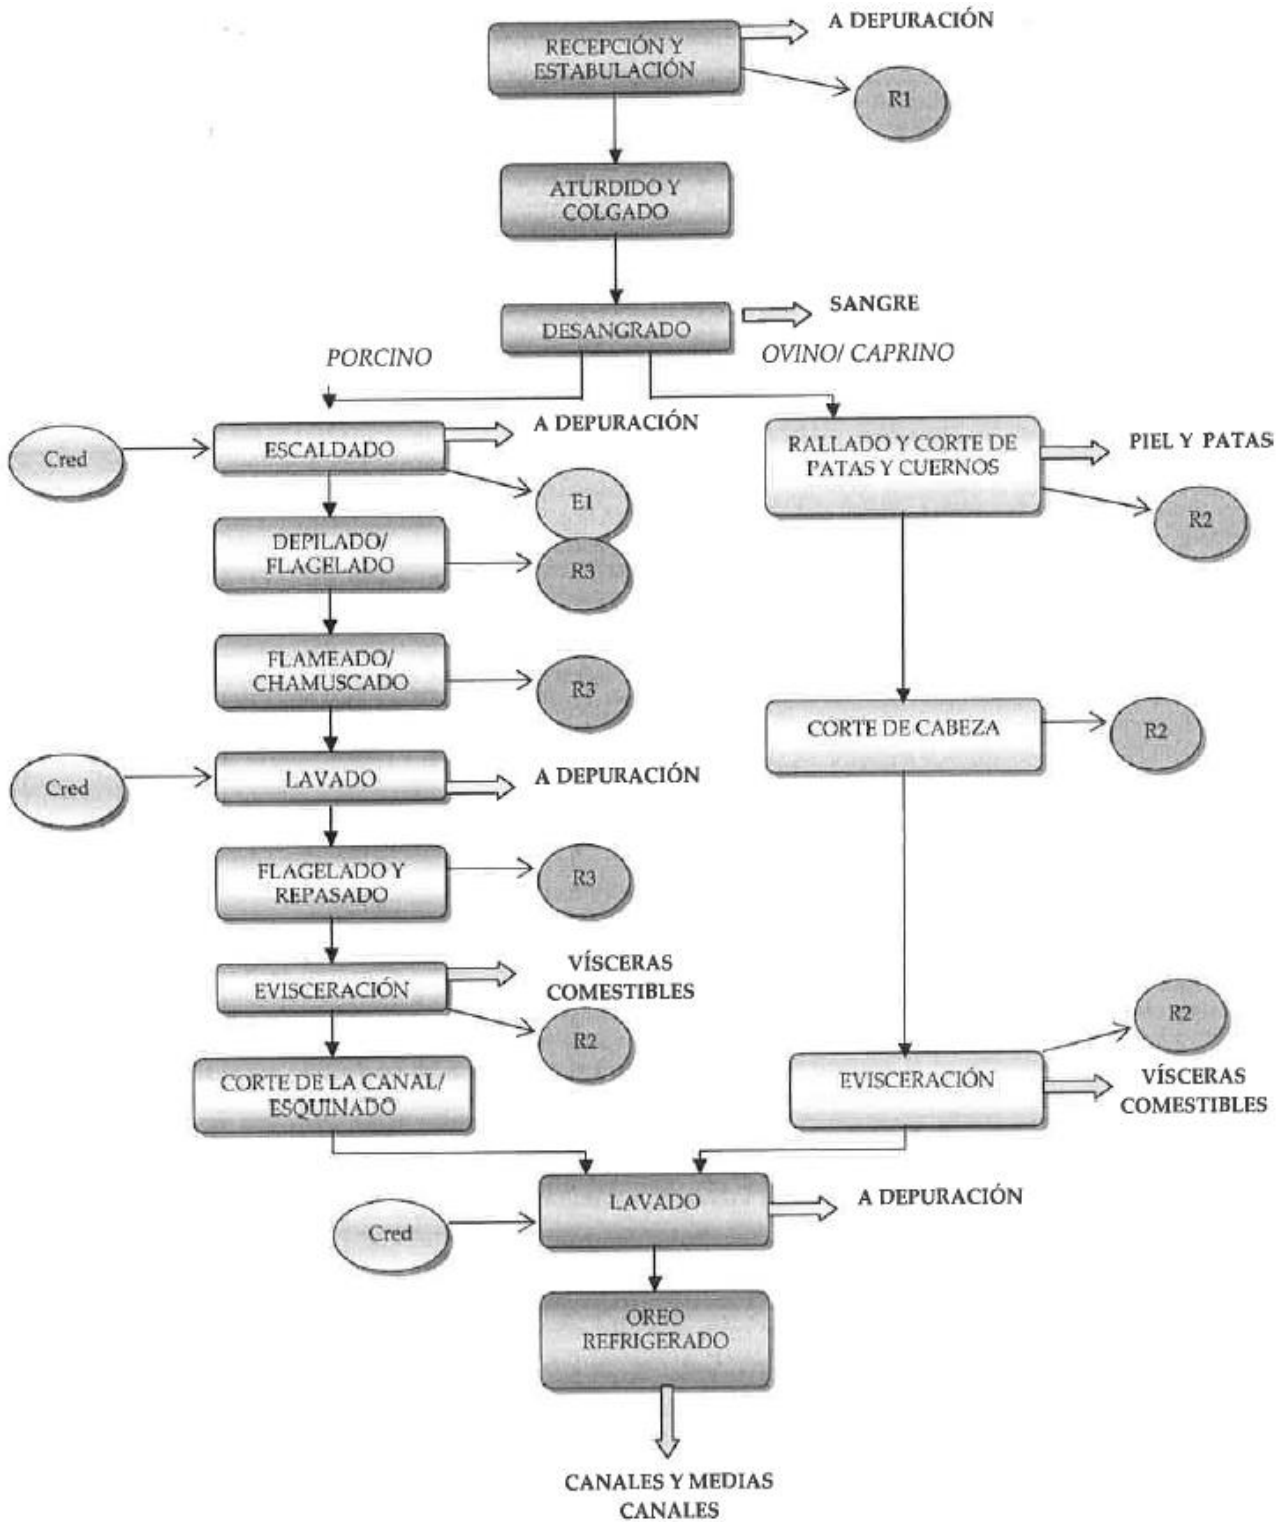 A DEPURACIÓN
RECEPCIÓN Y
ESTABULACIÓN
R1
ATURDIDO Y
COLGADO
SANGRE
DESANGRADO
PORCINO
OVINO/ CAPRINO
A DEPURACIÓN
Cred
ESCALDADO
RALLADO Y CORTE DE
PATAS Y CUERNOS
PIEL Y PATAS
E1
R2
DEPILADO/
FLAGELADO
R3
FLAMEADO/
CHAMUSCADO
R3
CORTE DE CABEZA
R2
Cred
LAVADO
A DEPURACIÓN
FLAGELADO Y
REPASADO
R3
EVISCERACIÓN
VÍSCERAS
COMESTIBLES
R2
R2
CORTE DE LA CANAL/
ESQUINADO
EVISCERACIÓN
VÍSCERAS
COMESTIBLES
Cred
LAVADO
A DEPURACIÓN
OREO
REFRIGERADO
CANALES Y MEDIAS
CANALES